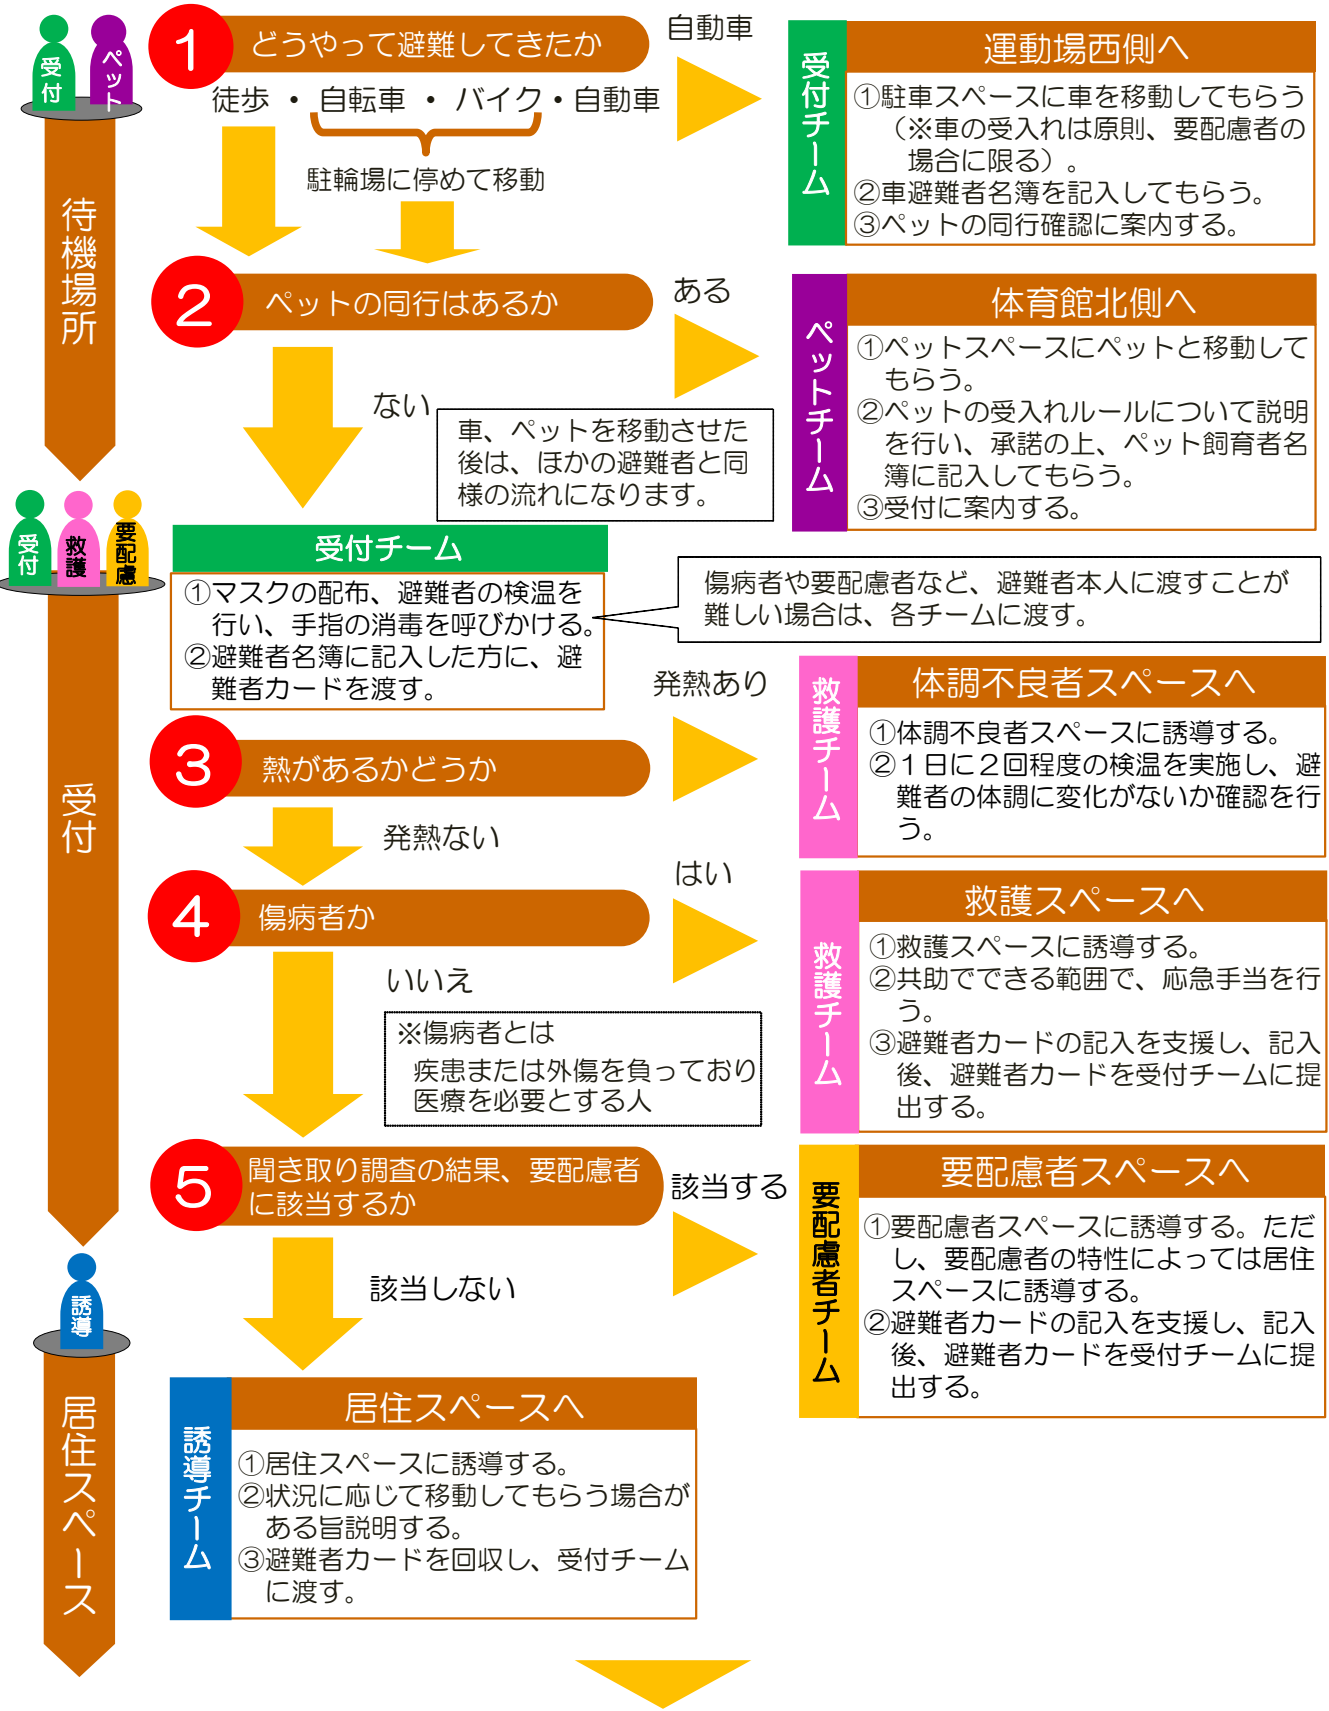 受付
ペット
待機場所
1
どうやって避難してきたか
自動車
徒歩 ・ 自転車 ・ バイク・自動車
駐輪場に停めて移動
受付チーム
運動場西側へ
①駐車スペースに車を移動してもらう
（※車の受入れは原則、要配慮者の
場合に限る）。
②車避難者名簿を記入してもらう。
③ペットの同行確認に案内する。
2
ペットの同行はあるか
ある
ない
車、ペットを移動させた
後は、ほかの避難者と同
様の流れになります。
ペットチーム
体育館北側へ
①ペットスペースにペットと移動して
もらう。
②ペットの受入れルールについて説明
を行い、承諾の上、ペット飼育者名
簿に記入してもらう。
③受付に案内する。
受付
救護
要配慮
受付
受付チーム
①マスクの配布、避難者の検温を
行い、手指の消毒を呼びかける。
②避難者名簿に記入した方に、避
難者カードを渡す。
傷病者や要配慮者など、避難者本人に渡すことが
難しい場合は、各チームに渡す。
3
熱があるかどうか
発熱あり
発熱ない
救護チーム
体調不良者スペースへ
①体調不良者スペースに誘導する。
②１日に２回程度の検温を実施し、避
難者の体調に変化がないか確認を行
う。
4
傷病者か
はい
いいえ
※傷病者とは
疾患または外傷を負っており
医療を必要とする人
救護チーム
救護スペースへ
①救護スペースに誘導する。
②共助でできる範囲で、応急手当を行
う。
③避難者カードの記入を支援し、記入
後、避難者カードを受付チームに提
出する。
5
聞き取り調査の結果、要配慮者
に該当するか
該当する
該当しない
要配慮者チーム
要配慮者スペースへ
①要配慮者スペースに誘導する。ただ
し、要配慮者の特性によっては居住
スペースに誘導する。
②避難者カードの記入を支援し、記入
後、避難者カードを受付チームに提
出する。
誘導
居住スペース
誘導チーム
居住スペースへ
①居住スペースに誘導する。
②状況に応じて移動してもらう場合が
ある旨説明する。
③避難者カードを回収し、受付チーム
に渡す。